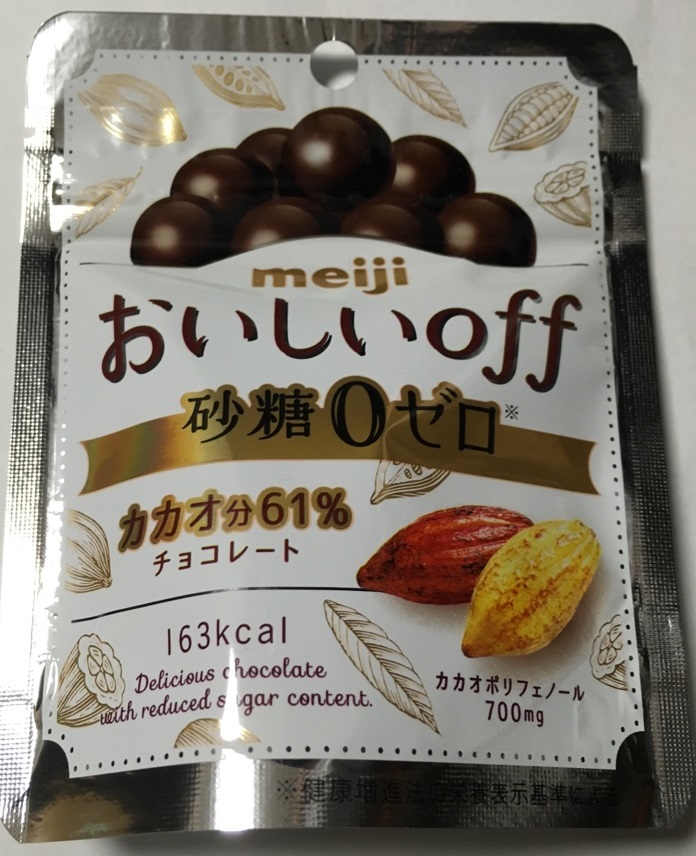 meiji
おいしいoff
砂糖0ゼロ※
カカオ分61%
チョコレート
163kcal
Delicious chocolate
with reduced sugar content.
カカオポリフェノール
700mg
※健康増進法の栄養表示基準による